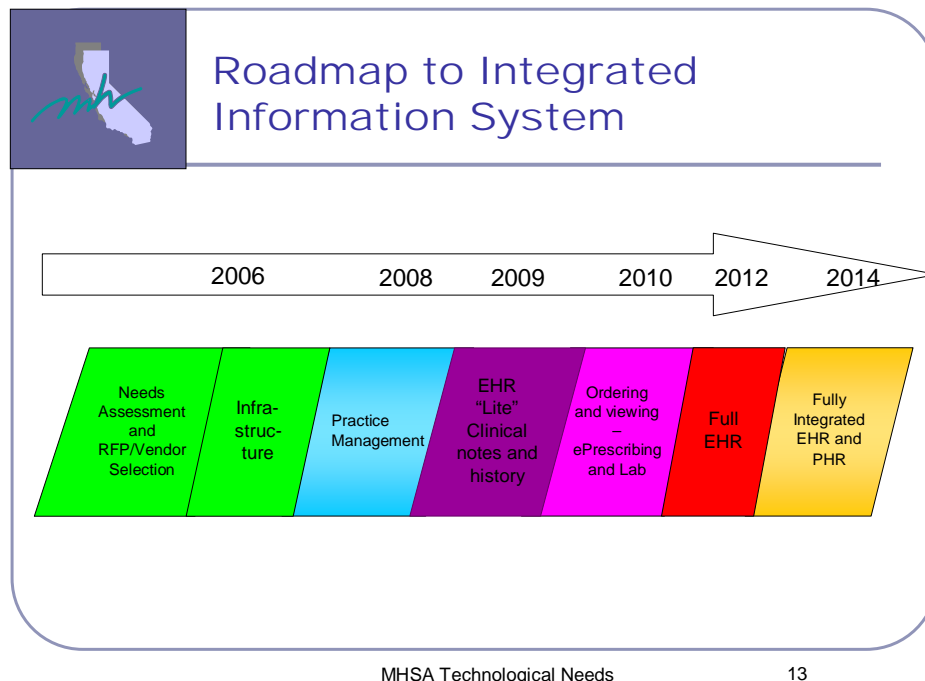 mh
Roadmap to Integrated
Information System
2006 2008 2009 2010 2012 2014
Needs
Assessment
and
RFP/Vendor
Selection
Infra-
struc-
ture
Practice
Management
EHR
“Lite”
Clinical
notes and
history
Ordering
and viewing
–
ePrescribing
and Lab
Full
EHR
Fully
Integrated
EHR and
PHR
MHSA Technological Needs 13